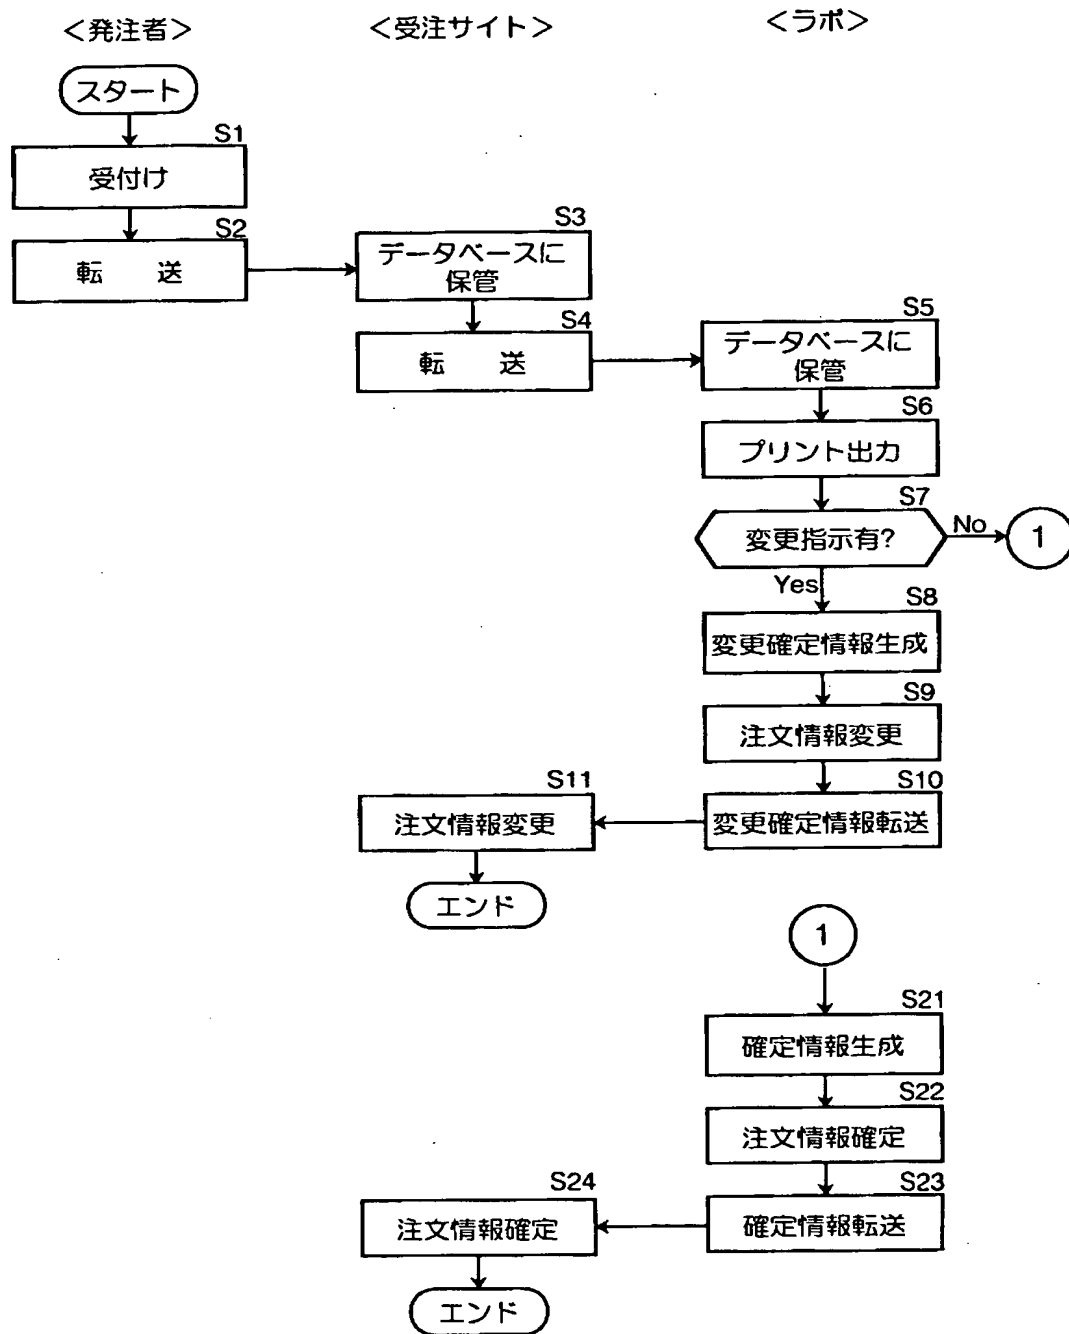 <発注者>
<受注サイト>
<ラボ>
スタート
S1
受付け
S2
転　送
S3
データベースに
保管
S4
転　送
S5
データベースに
保管
S6
プリント出力
S7
変更指示有?
No
1
Yes
S8
変更確定情報生成
S9
注文情報変更
S10
変更確定情報転送
S11
注文情報変更
エンド
1
S21
確定情報生成
S22
注文情報確定
S23
確定情報転送
S24
注文情報確定
エンド